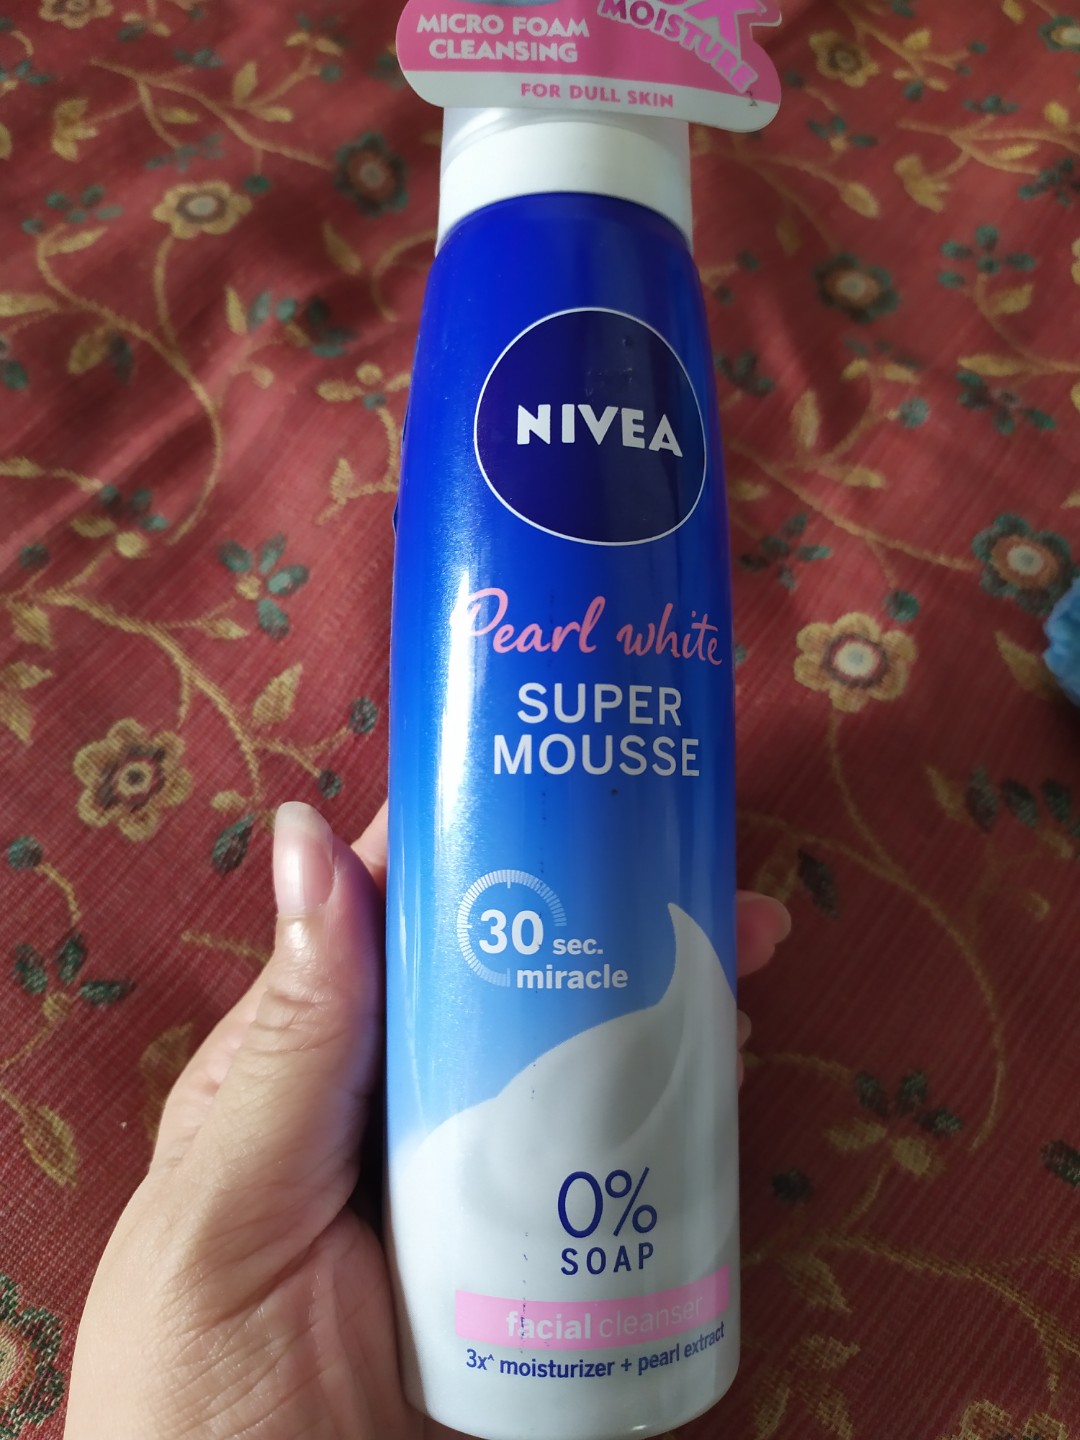 MICRO FOAM
CLEANSING
MOISTURE
FOR DULL SKIN
NIVEA
Pearl white
SUPER
MOUSSE
30 sec.
miracle
0%
SOAP
facial cleanser
3x^ moisturizer + pearl extract